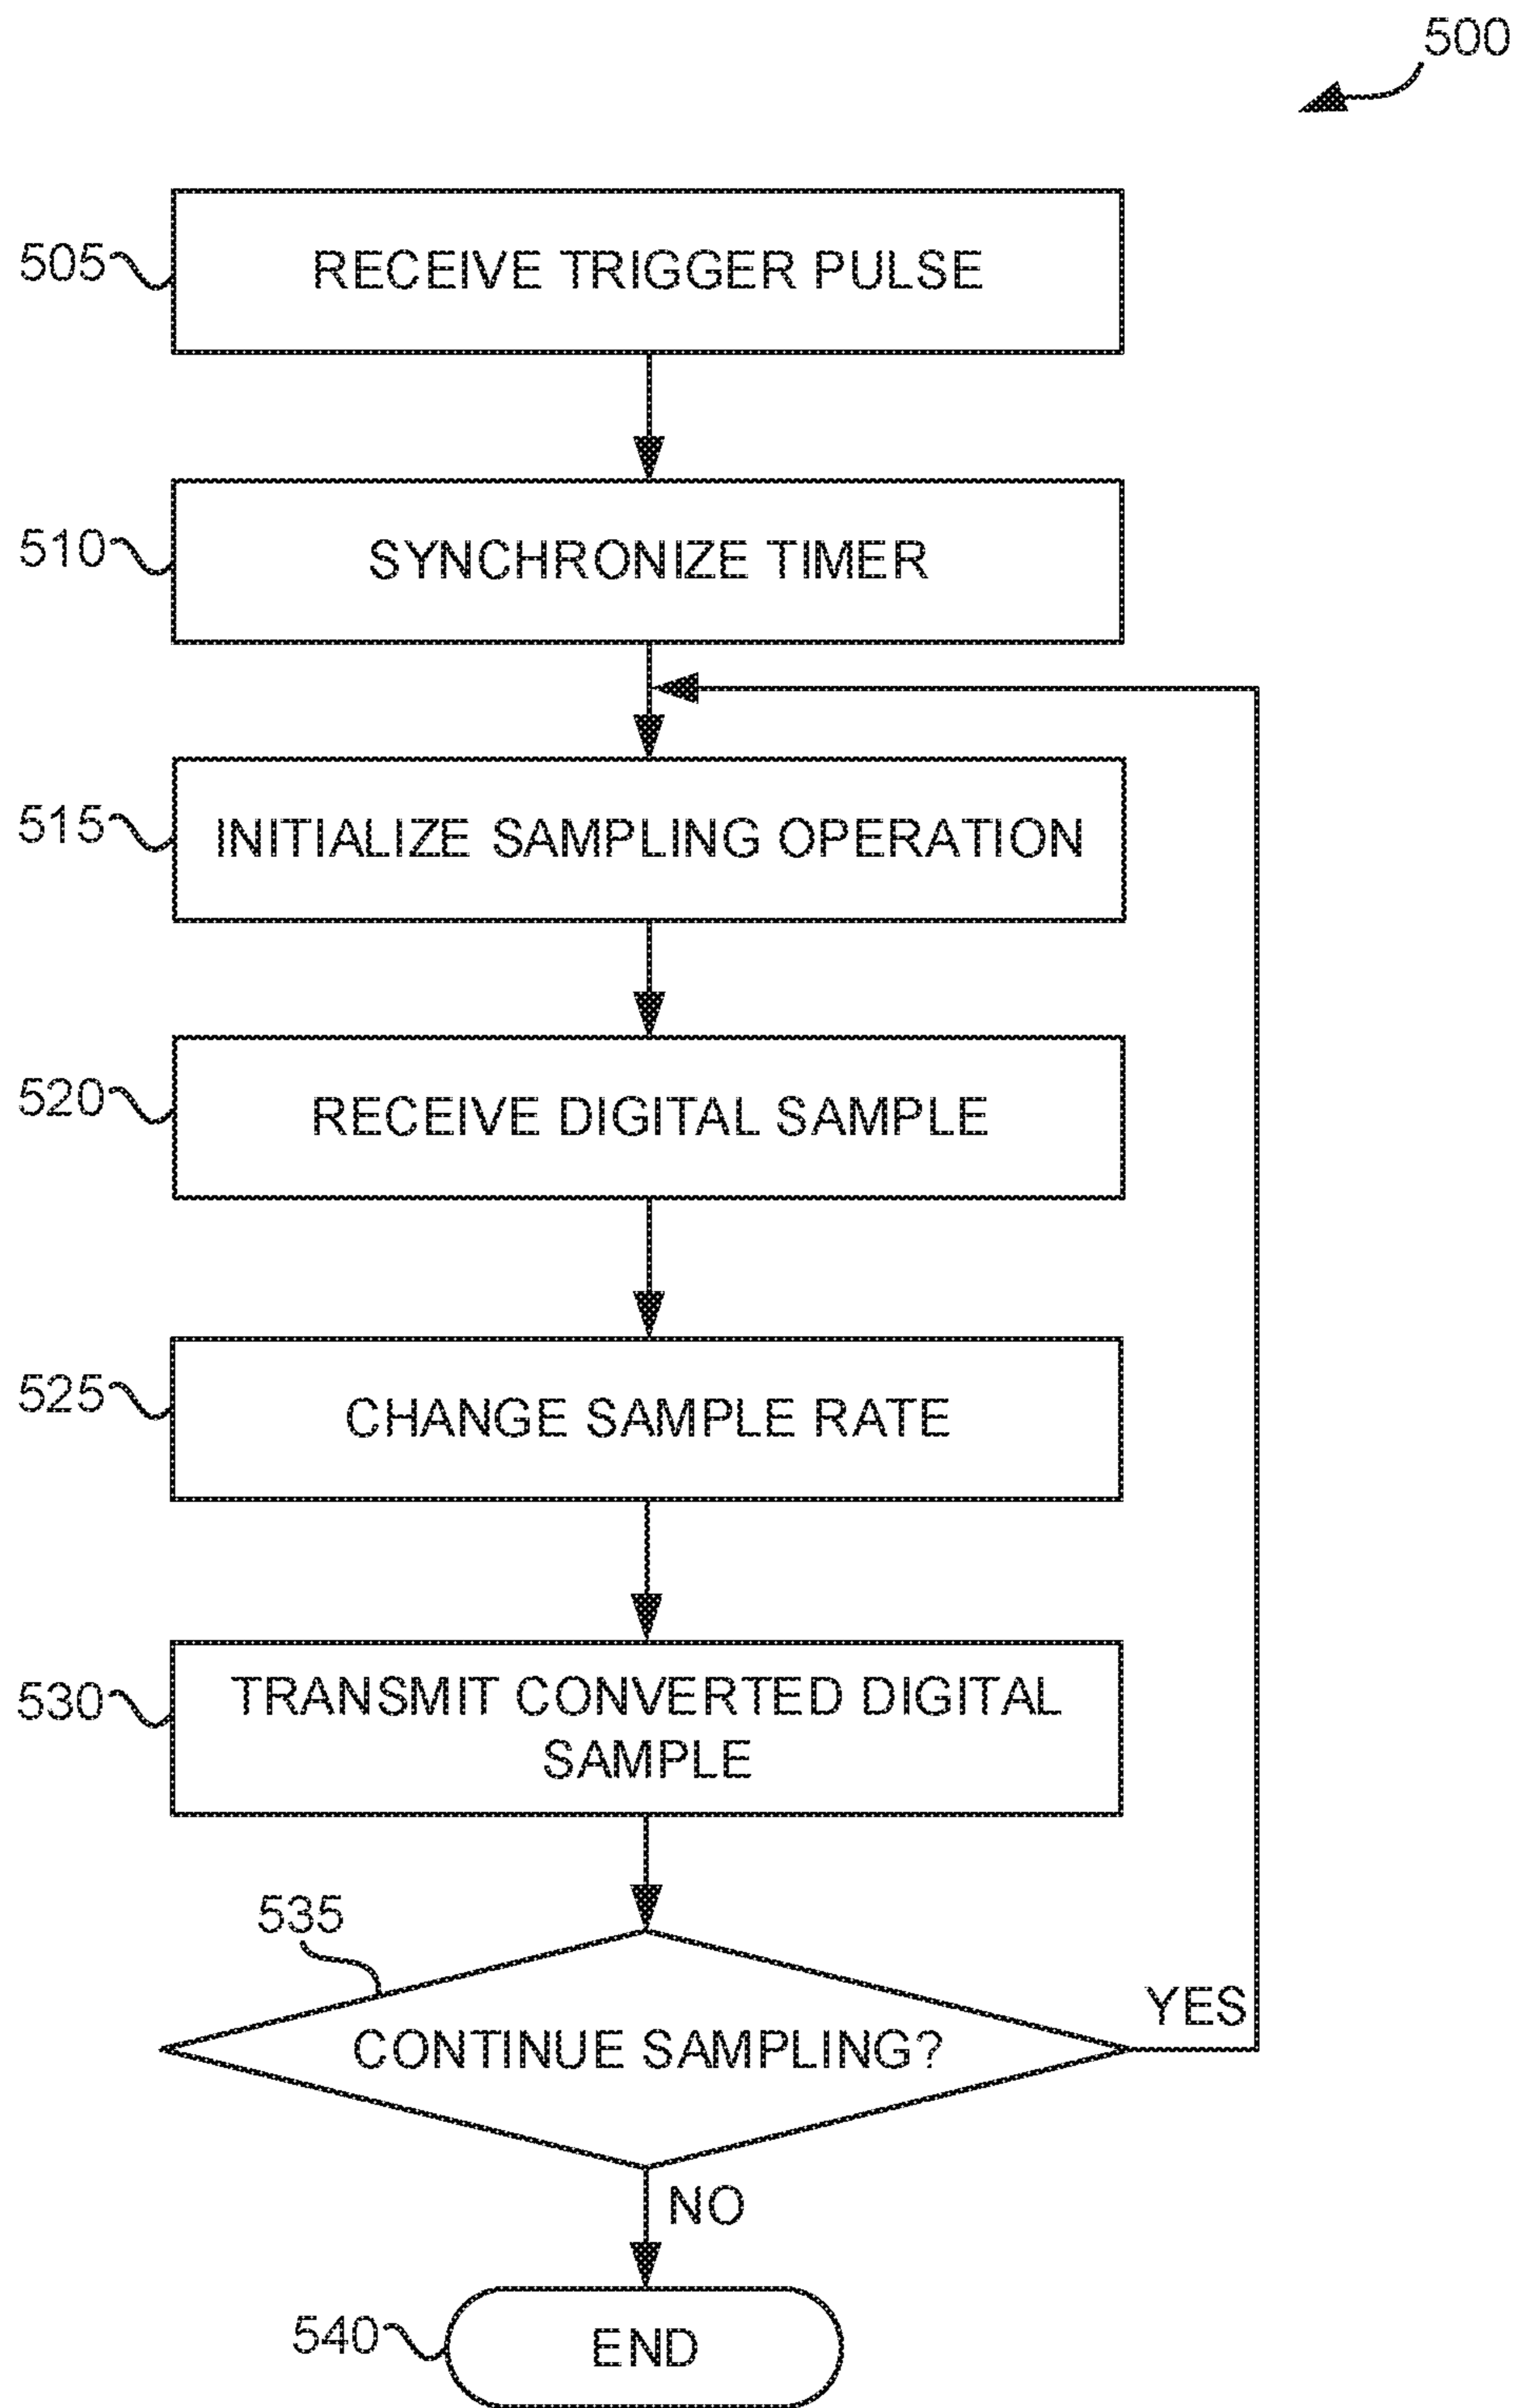 500
505
RECEIVE TRIGGER PULSE
510
SYNCHRONIZE TIMER
515
INITIALIZE SAMPLING OPERATION
520
RECEIVE DIGITAL SAMPLE
525
CHANGE SAMPLE RATE
530
TRANSMIT CONVERTED DIGITAL
SAMPLE
535
CONTINUE SAMPLING?
YES
NO
540
END